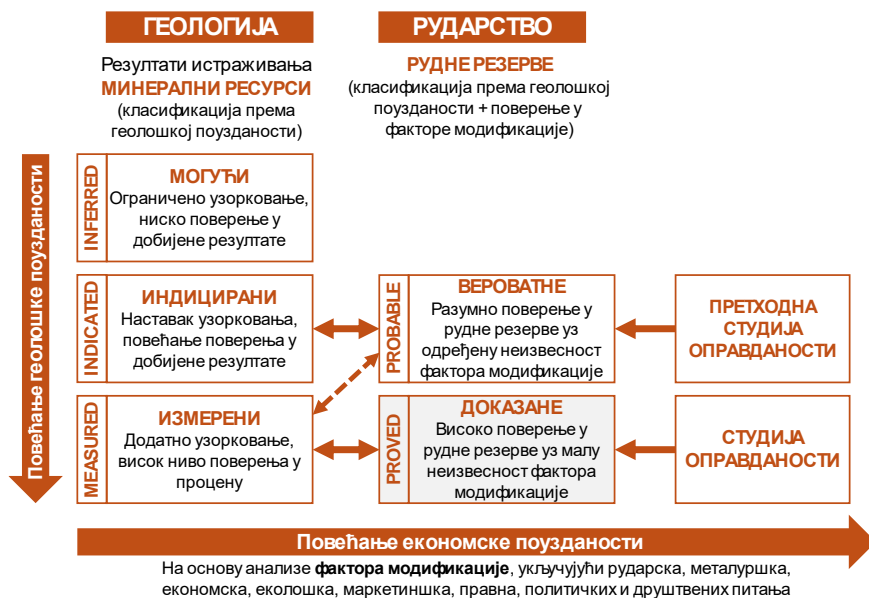 ГЕОЛОГИЈА
Резултати истраживања
МИНЕРАЛНИ РЕСУРСИ
(класификација према
геолошкој поузданости)
РУДАРСТВО
РУДНЕ РЕЗЕРВЕ
(класификација према геолошкој
поузданости + поверење у
факторе модификације)
Повећање геолошке поузданости
INFERRED
МОГУЋИ
Ограничено узорковање,
ниско поверење у
добијене резултате
INDICATED
ИНДИЦИРАНИ
Наставак узорковања,
повећање поверења у
добијене резултате
PROBABLE
ВЕРОВАТНЕ
Разумно поверење у
рудне резерве уз
одређену неизвесност
фактора модификације
ПРЕТХОДНА
СТУДИЈА
ОПРАВДАНОСТИ
MEASURED
ИЗМЕРЕНИ
Додатно узорковање,
висок ниво поверења у
процену
PROVED
ДОКАЗАНЕ
Високо поверење у
рудне резерве уз малу
неизвесност фактора
модификације
СТУДИЈА
ОПРАВДАНОСТИ
Повећање економске поузданости
На основу анализе фактора модификације, укључујући рударска, металуршка,
економска, еколошка, маркетиншка, правна, политичких и друштвених питања